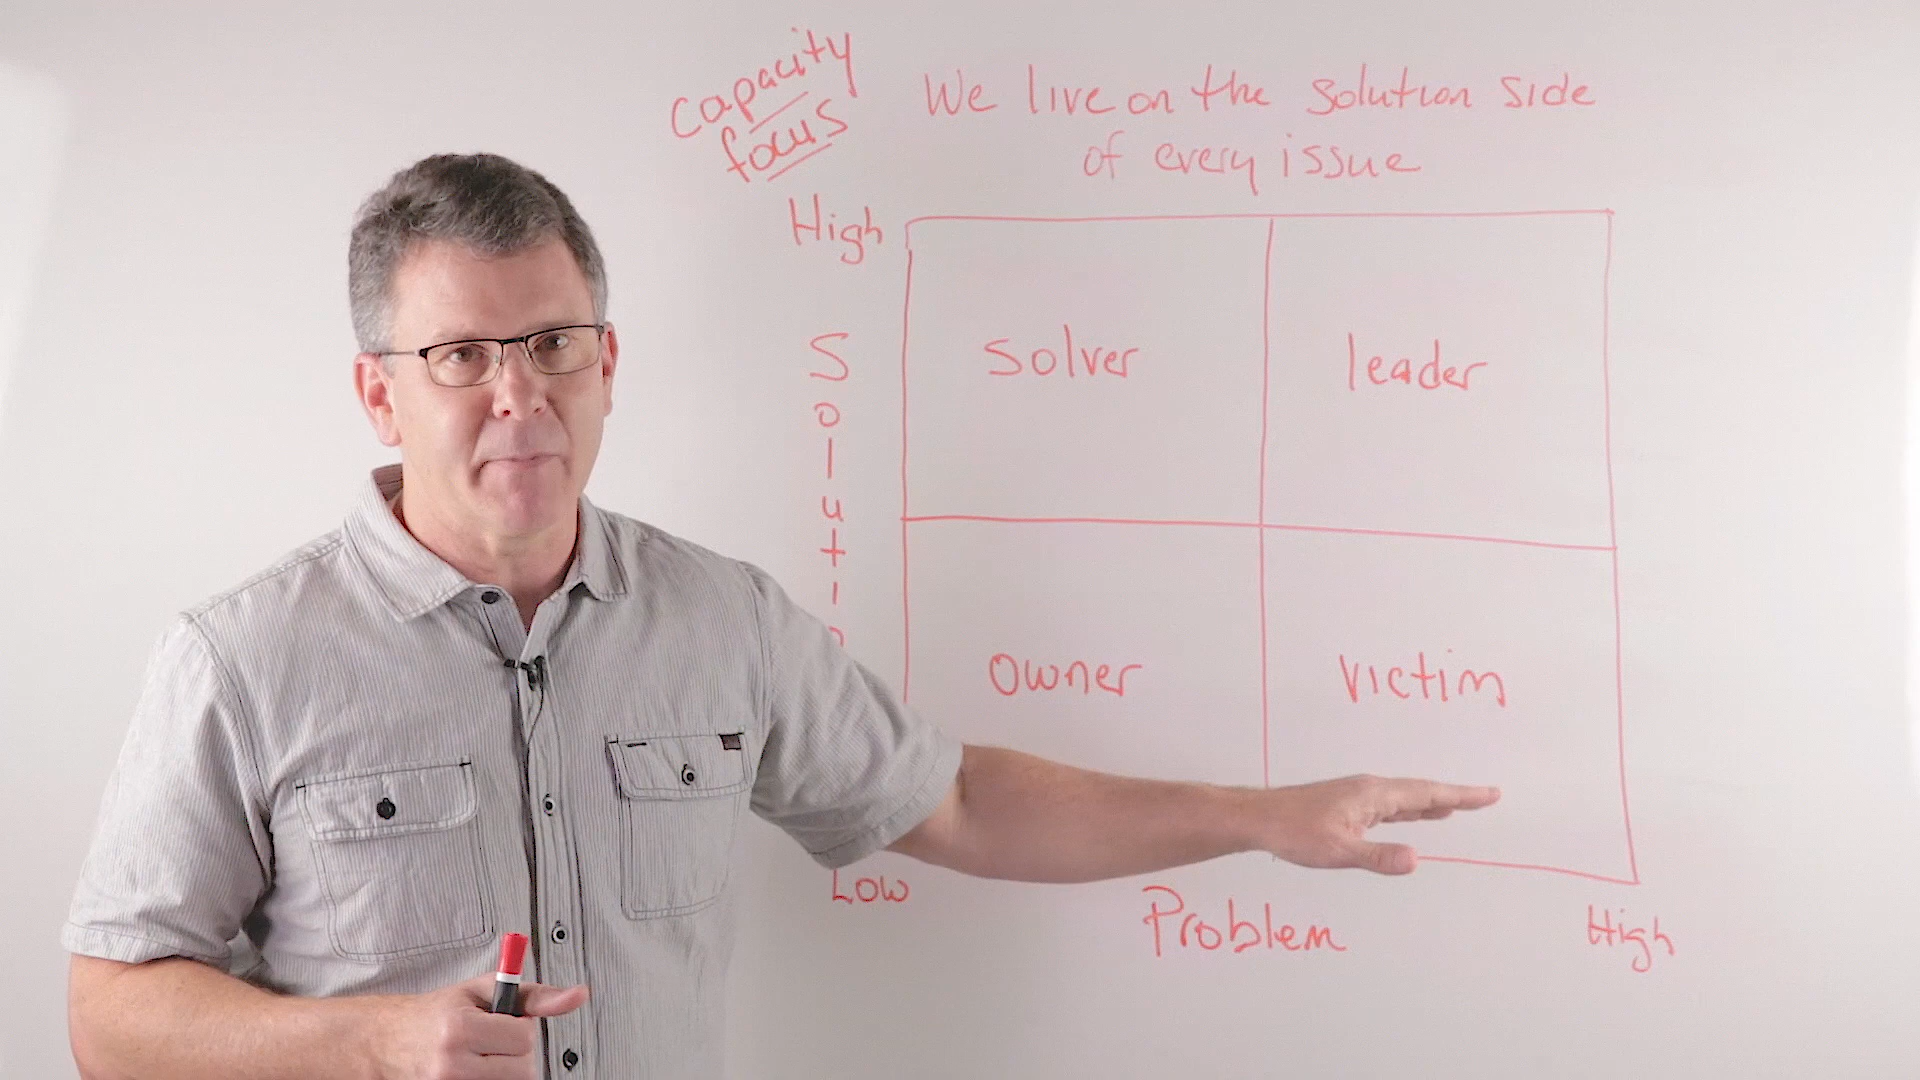 capacity
focus
We live on the solution side
of every issue
High
solver
leader
owner
victim
Low
Problem
High